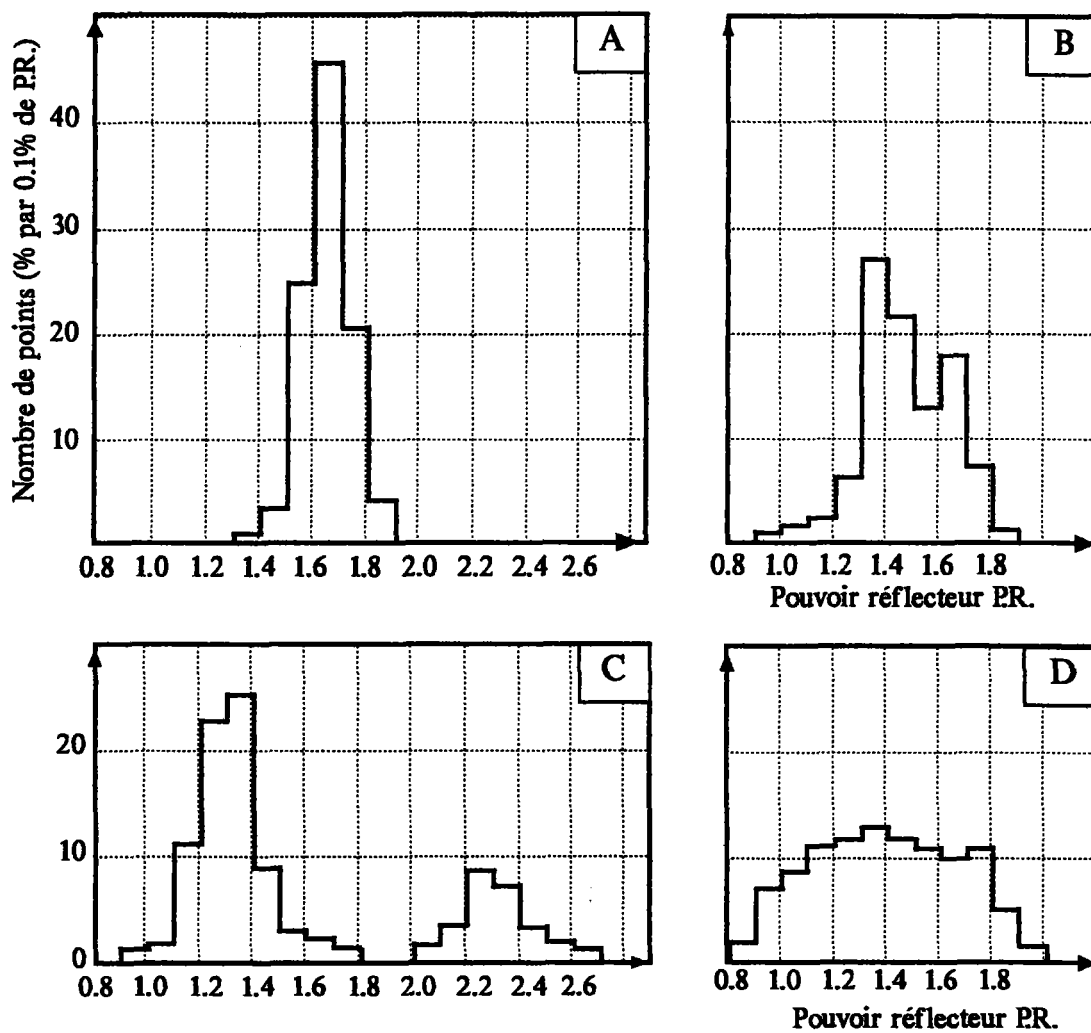 Nombre de points (% par 0.1% de P.R.)
A
40
30
20
10
0.8 1.0 1.2 1.4 1.6 1.8 2.0 2.2 2.4 2.6
B
0.8 1.0 1.2 1.4 1.6 1.8
Pouvoir réflecteur P.R.
C
20
10
0
0.8 1.0 1.2 1.4 1.6 1.8 2.0 2.2 2.4 2.6
D
0.8 1.0 1.2 1.4 1.6 1.8
Pouvoir réflecteur P.R.